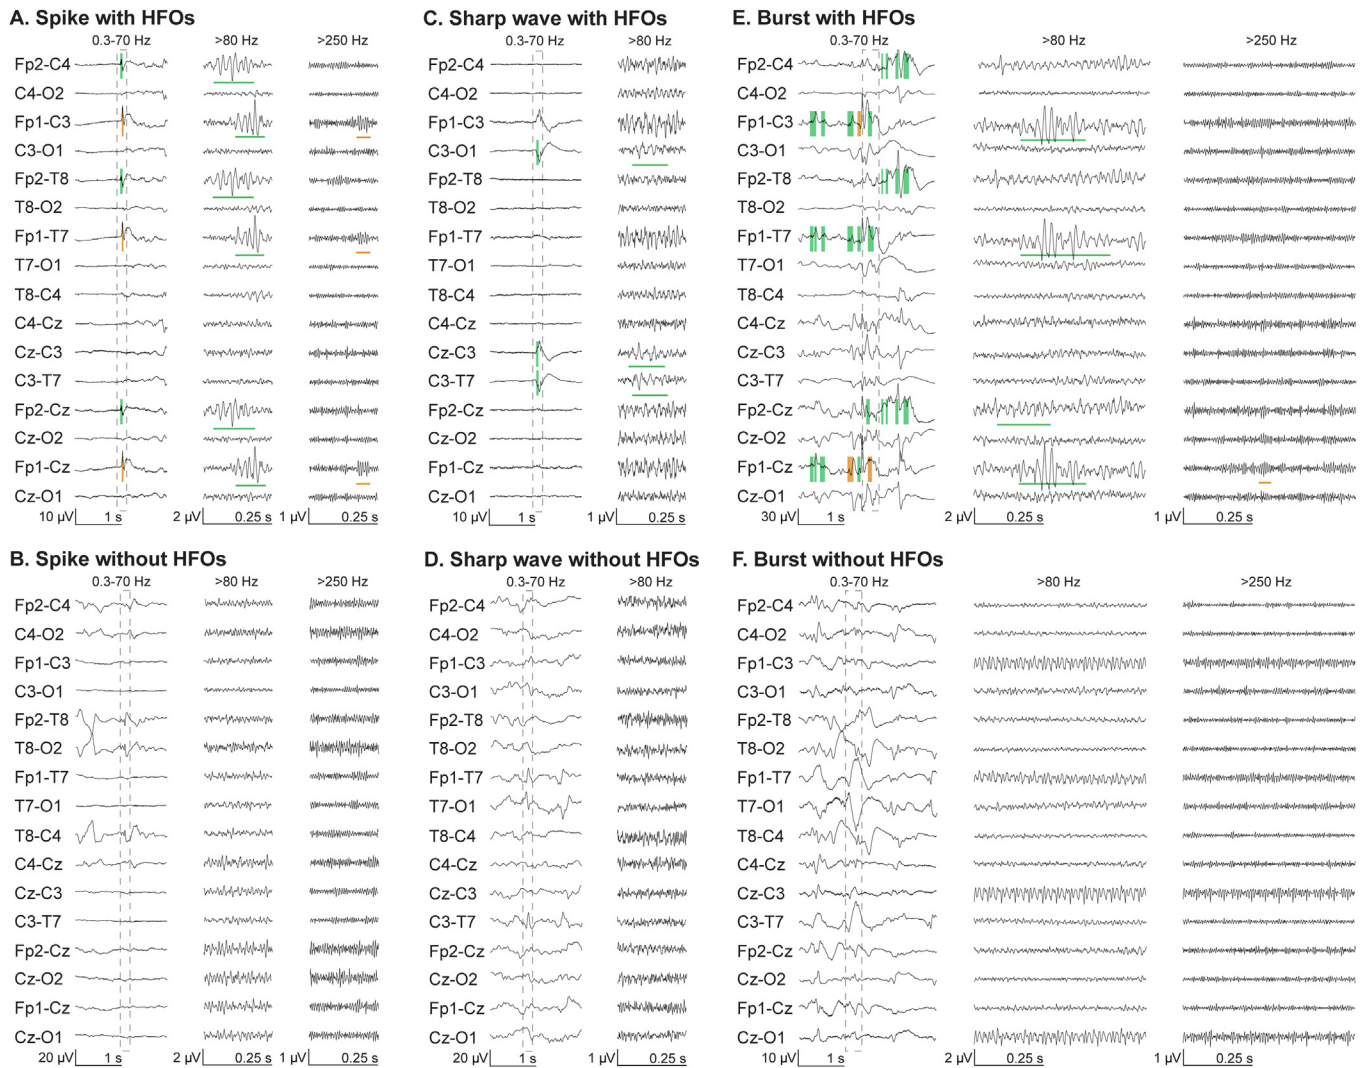 A. Spike with HFOs
0.3-70 Hz >80 Hz >250 Hz
Fp2-C4
C4-O2
Fp1-C3
C3-O1
Fp2-T8
T8-O2
Fp1-T7
T7-O1
T8-C4
C4-Cz
Cz-C3
C3-T7
Fp2-Cz
Cz-O2
Fp1-Cz
Cz-O1
10 µV 1 s 2 µV 0.25 s 1 µV 0.25 s
C. Sharp wave with HFOs
0.3-70 Hz >80 Hz
Fp2-C4
C4-O2
Fp1-C3
C3-O1
Fp2-T8
T8-O2
Fp1-T7
T7-O1
T8-C4
C4-Cz
Cz-C3
C3-T7
Fp2-Cz
Cz-O2
Fp1-Cz
Cz-O1
10 µV 1 s 1 µV 0.25 s
E. Burst with HFOs
0.3-70 Hz >80 Hz >250 Hz
Fp2-C4
C4-O2
Fp1-C3
C3-O1
Fp2-T8
T8-O2
Fp1-T7
T7-O1
T8-C4
C4-Cz
Cz-C3
C3-T7
Fp2-Cz
Cz-O2
Fp1-Cz
Cz-O1
30 µV 1 s 2 µV 0.25 s 1 µV 0.25 s
B. Spike without HFOs
0.3-70 Hz >80 Hz >250 Hz
Fp2-C4
C4-O2
Fp1-C3
C3-O1
Fp2-T8
T8-O2
Fp1-T7
T7-O1
T8-C4
C4-Cz
Cz-C3
C3-T7
Fp2-Cz
Cz-O2
Fp1-Cz
Cz-O1
20 µV 1 s 2 µV 0.25 s 1 µV 0.25 s
D. Sharp wave without HFOs
0.3-70 Hz >80 Hz
Fp2-C4
C4-O2
Fp1-C3
C3-O1
Fp2-T8
T8-O2
Fp1-T7
T7-O1
T8-C4
C4-Cz
Cz-C3
C3-T7
Fp2-Cz
Cz-O2
Fp1-Cz
Cz-O1
20 µV 1 s 1 µV 0.25 s
F. Burst without HFOs
0.3-70 Hz >80 Hz >250 Hz
Fp2-C4
C4-O2
Fp1-C3
C3-O1
Fp2-T8
T8-O2
Fp1-T7
T7-O1
T8-C4
C4-Cz
Cz-C3
C3-T7
Fp2-Cz
Cz-O2
Fp1-Cz
Cz-O1
10 µV 1 s 2 µV 0.25 s 1 µV 0.25 s